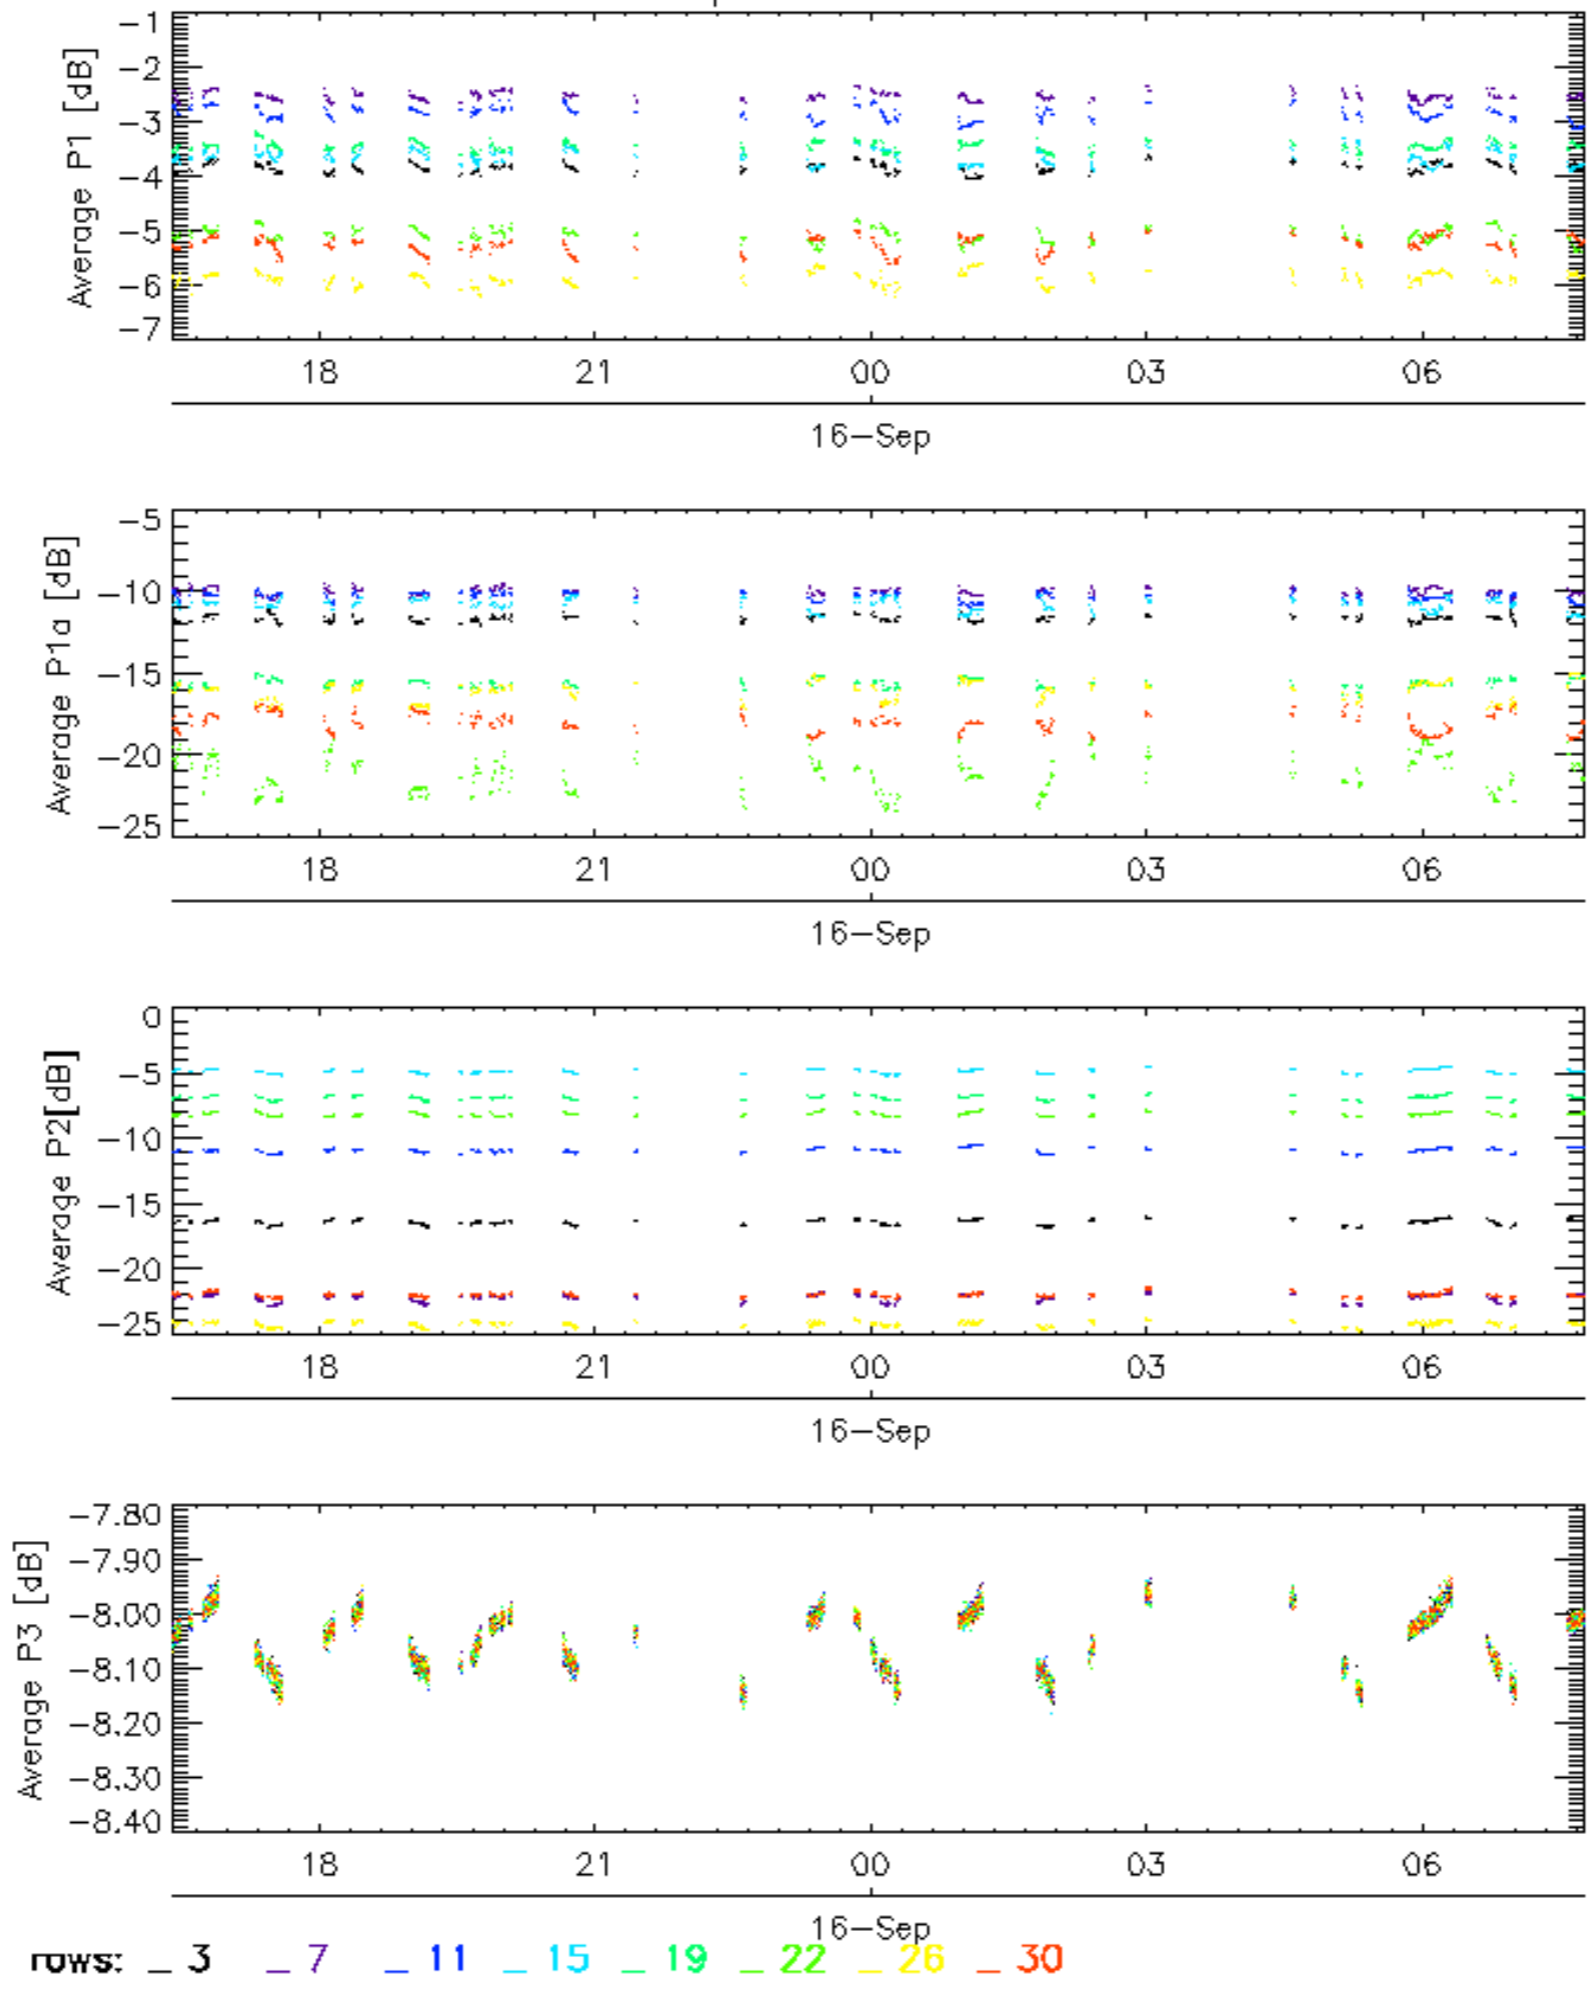 Average P1 [dB]
-1
-2
-3
-4
-5
-6
-7
18 21 00 03 06
16-Sep
Average P1a [dB]
-5
-10
-15
-20
-25
18 21 00 03 06
16-Sep
Average P2[dB]
0
-5
-10
-15
-20
-25
18 21 00 03 06
16-Sep
Average P3 [dB]
-7.80
-7.90
-8.00
-8.10
-8.20
-8.30
-8.40
18 21 00 03 06
16-Sep
rows: _ 3 _ 7 _ 11 _ 15 _ 19 _ 22 _ 26 _ 30